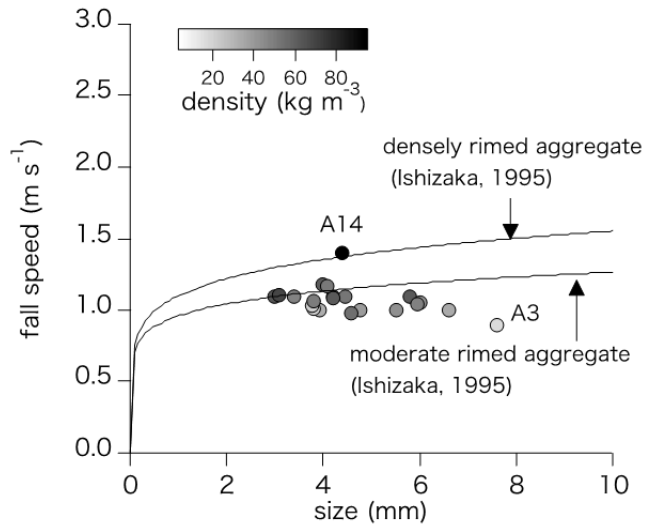 3.0
2.5
2.0
1.5
1.0
0.5
0.0
fall speed (m s⁻¹)
20 40 60 80
density (kg m⁻³)
densely rimed aggregate
(Ishizaka, 1995)
A14
A3
moderate rimed aggregate
(Ishizaka, 1995)
0 2 4 6 8 10
size (mm)